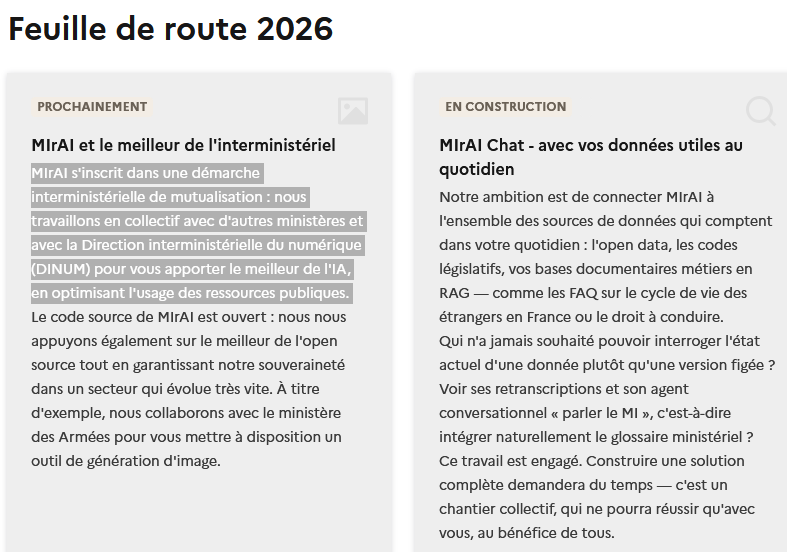 Feuille de route 2026
PROCHAINEMENT
MIrAI et le meilleur de l'interministériel
MIrAI s'inscrit dans une démarche
interministérielle de mutualisation : nous
travaillons en collectif avec d'autres ministères et
avec la Direction interministérielle du numérique
(DINUM) pour vous apporter le meilleur de l'IA,
en optimisant l'usage des ressources publiques.
Le code source de MIrAI est ouvert : nous nous
appuyons également sur le meilleur de l'open
source tout en garantissant notre souveraineté
dans un secteur qui évolue très vite. À titre
d'exemple, nous collaborons avec le ministère
des Armées pour vous mettre à disposition un
outil de génération d'image.
EN CONSTRUCTION
MIrAI Chat - avec vos données utiles au
quotidien
Notre ambition est de connecter MIrAI à
l'ensemble des sources de données qui comptent
dans votre quotidien : l'open data, les codes
législatifs, vos bases documentaires métiers en
RAG — comme les FAQ sur le cycle de vie des
étrangers en France ou le droit à conduire.
Qui n'a jamais souhaité pouvoir interroger l'état
actuel d'une donnée plutôt qu'une version figée ?
Voir ses retranscriptions et son agent
conversationnel « parler le MI », c'est-à-dire
intégrer naturellement le glossaire ministériel ?
Ce travail est engagé. Construire une solution
complète demandera du temps — c'est un
chantier collectif, qui ne pourra réussir qu'avec
vous, au bénéfice de tous.